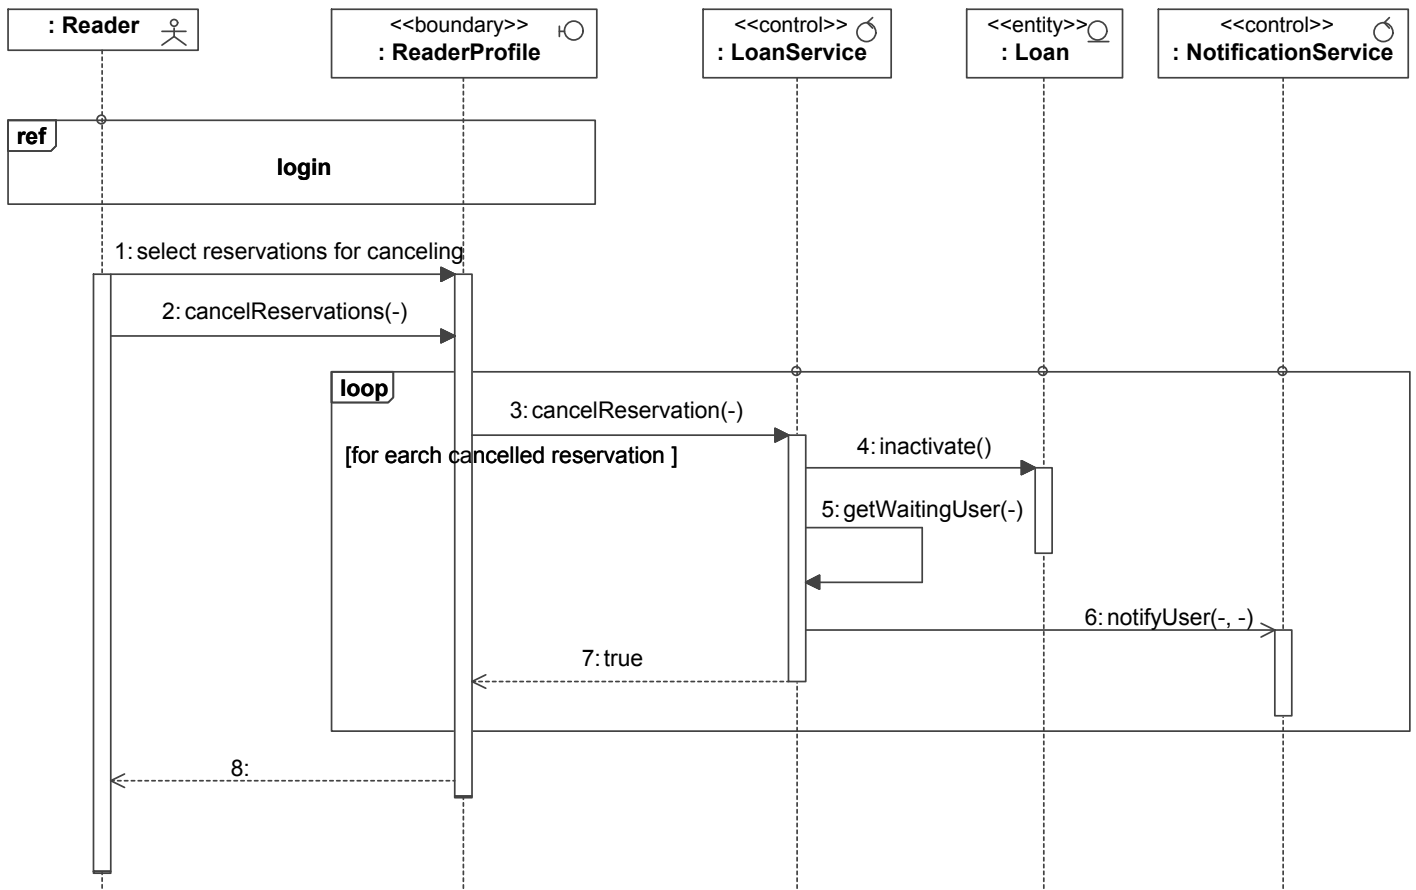 : Reader
<<boundary>>
: ReaderProfile
<<control>>
: LoanService
<<entity>>
: Loan
<<control>>
: NotificationService
ref
login
1: select reservations for canceling
2: cancelReservations(-)
loop
3: cancelReservation(-)
[for earch cancelled reservation ]
4: inactivate()
5: getWaitingUser(-)
6: notifyUser(-, -)
7: true
8: